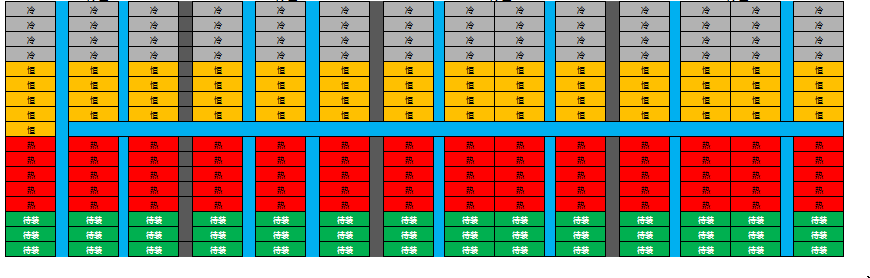 冷 冷 冷 冷 冷 冷 冷 冷 冷 冷 冷 冷 冷 冷
冷 冷 冷 冷 冷 冷 冷 冷 冷 冷 冷 冷 冷 冷
冷 冷 冷 冷 冷 冷 冷 冷 冷 冷 冷 冷 冷 冷
冷 冷 冷 冷 冷 冷 冷 冷 冷 冷 冷 冷 冷 冷
恒 恒 恒 恒 恒 恒 恒 恒 恒 恒 恒 恒 恒 恒
恒 恒 恒 恒 恒 恒 恒 恒 恒 恒 恒 恒 恒 恒
恒 恒 恒 恒 恒 恒 恒 恒 恒 恒 恒 恒 恒 恒
恒 恒 恒 恒 恒 恒 恒 恒 恒 恒 恒 恒 恒 恒
恒
热 热 热 热 热 热 热 热 热 热 热 热 热 热
热 热 热 热 热 热 热 热 热 热 热 热 热 热
热 热 热 热 热 热 热 热 热 热 热 热 热 热
热 热 热 热 热 热 热 热 热 热 热 热 热 热
热 热 热 热 热 热 热 热 热 热 热 热 热 热
待装 待装 待装 待装 待装 待装 待装 待装 待装 待装 待装 待装 待装 待装
待装 待装 待装 待装 待装 待装 待装 待装 待装 待装 待装 待装 待装 待装
待装 待装 待装 待装 待装 待装 待装 待装 待装 待装 待装 待装 待装 待装